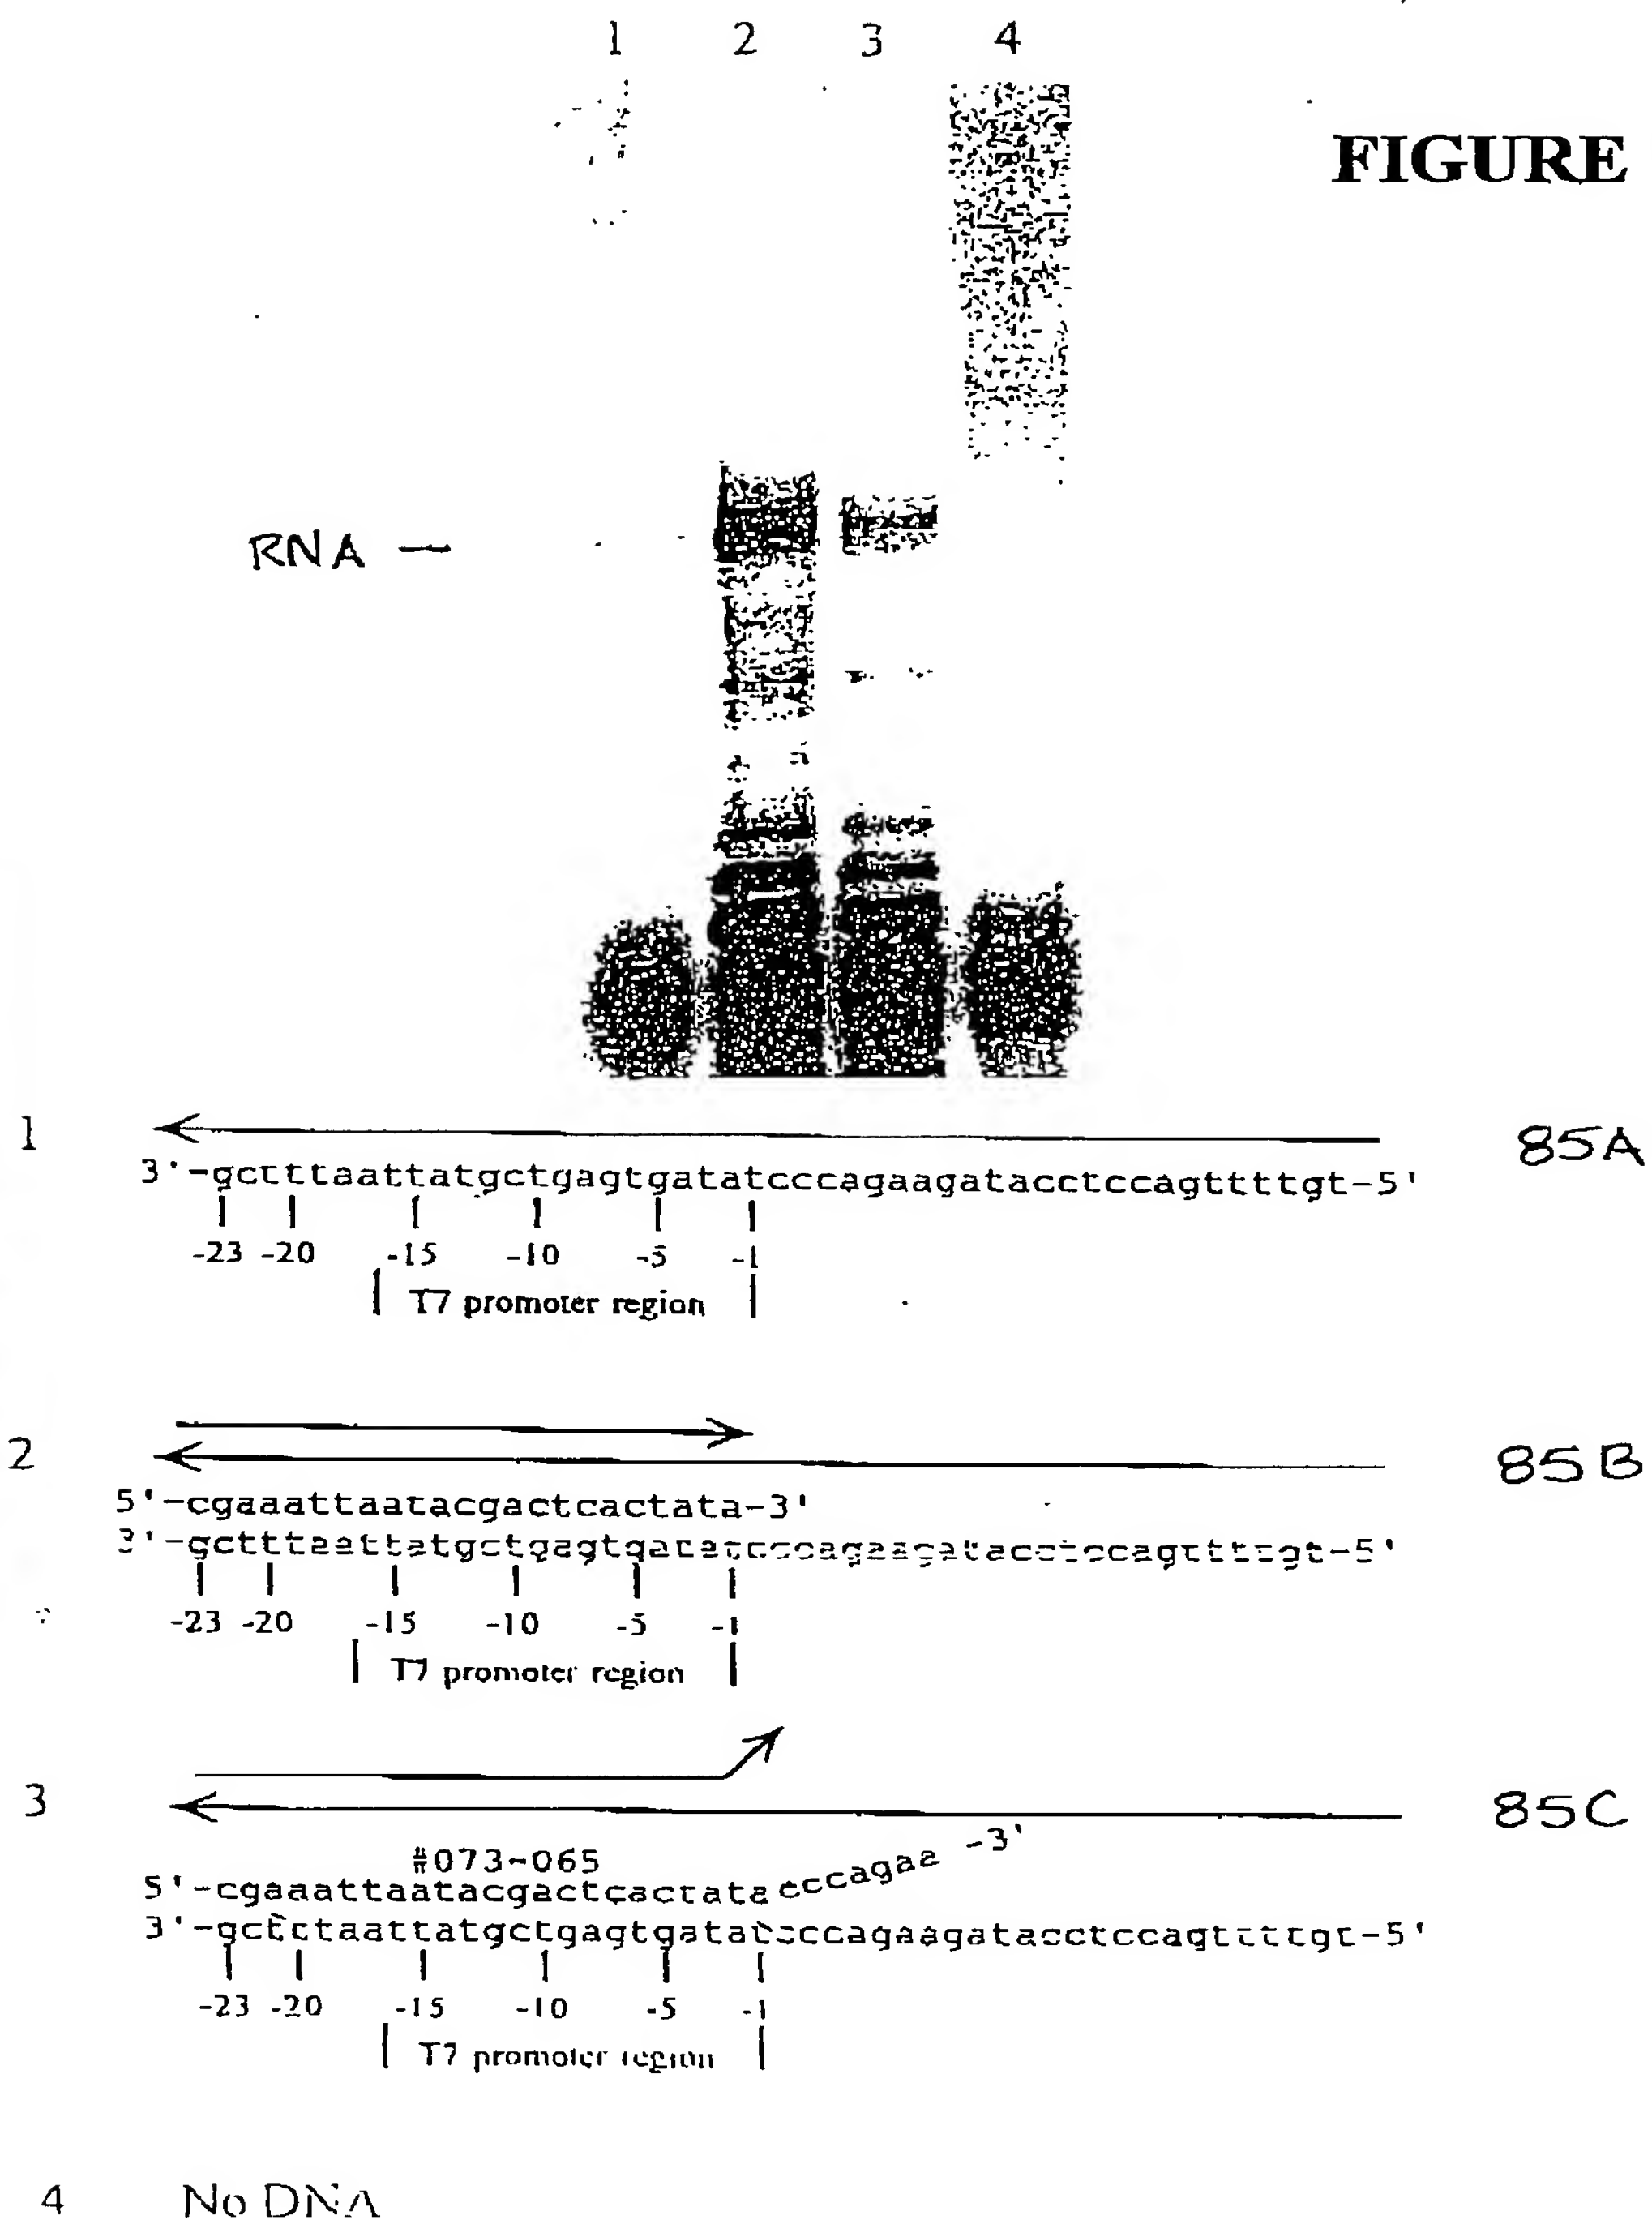 1 2 3 4
FIGURE
RNA —
1 85A
3'-gctttaattatgctgagtgatatcccagaagatacctccagttttgt-5'
-23 -20 -15 -10 -5 -1
T7 promoter region
2 85B
5'-cgaaattaatacgactcactata-3'
-23 -20 -15 -10 -5 -1
T7 promoter region
3 85C
#073-065
5'-cgaaattaatacgactcactata cccagaa -3'
-23 -20 -15 -10 -5 -1
T7 promoter region
4 No DNA